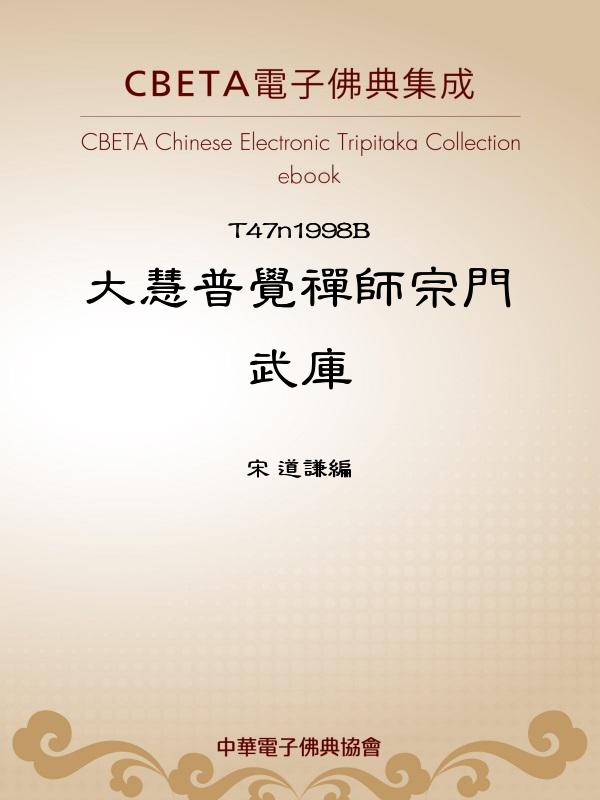 CBETA電子佛典集成
CBETA Chinese Electronic Tripitaka Collection
ebook
T47n1998B
大慧普覺禪師宗門
武庫
宋 道謙編
中華電子佛典協會